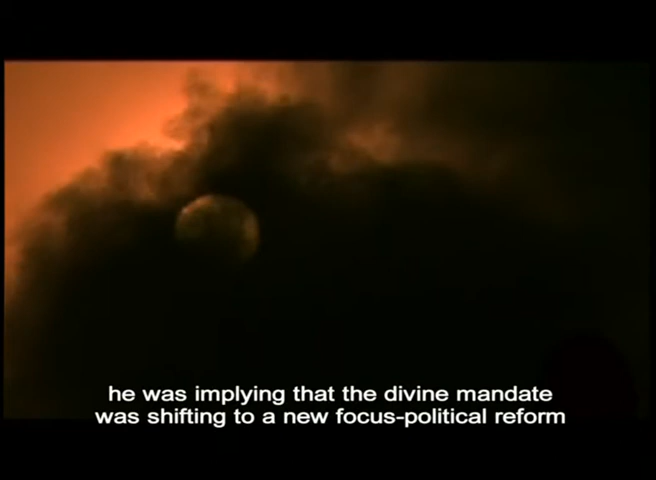 he was implying that the divine mandate
was shifting to a new focus-political reform